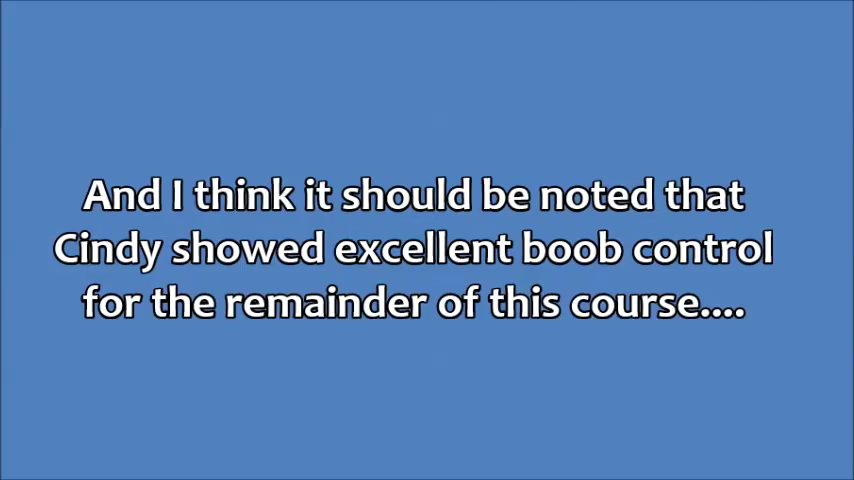 And I think it should be noted that
Cindy showed excellent boob control
for the remainder of this course....